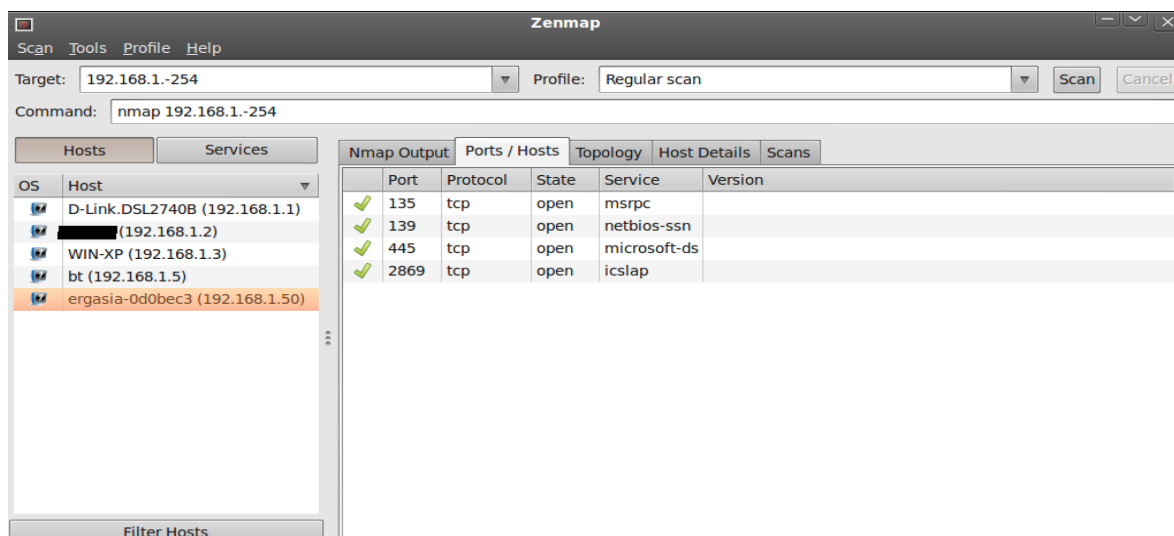 Zenmap
Scan Tools Profile Help
Target: 192.168.1.-254 Profile: Regular scan Scan Cancel
Command: nmap 192.168.1.-254
Hosts Services
Nmap Output Ports / Hosts Topology Host Details Scans
OS Host
D-Link.DSL2740B (192.168.1.1)
(192.168.1.2)
WIN-XP (192.168.1.3)
bt (192.168.1.5)
ergasia-0d0bec3 (192.168.1.50)
Port Protocol State Service Version
135 tcp open msrpc
139 tcp open netbios-ssn
445 tcp open microsoft-ds
2869 tcp open icslap
Filter Hosts